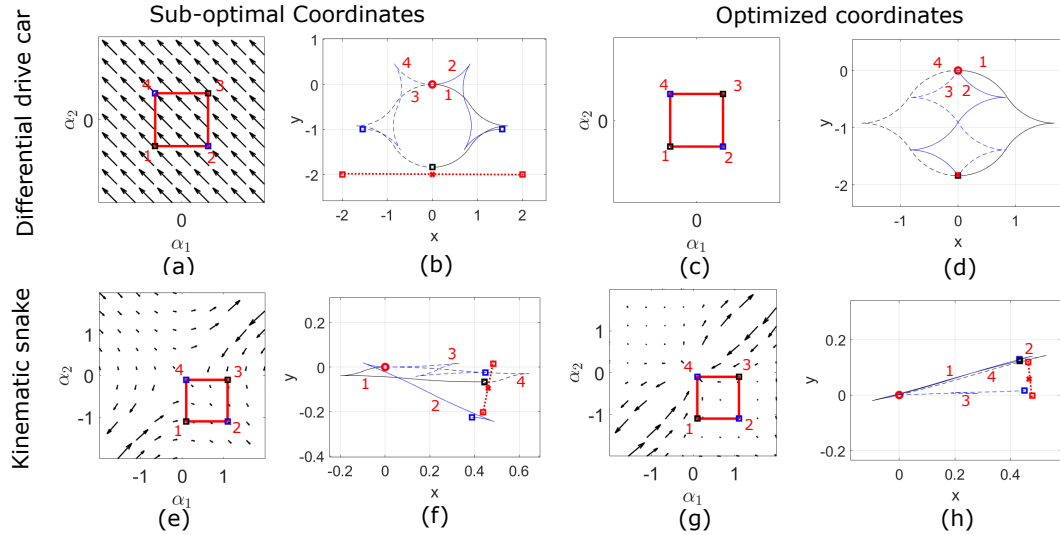 Sub-optimal Coordinates
Optimized coordinates
Differential drive car
α₂
0
4
3
1
2
0
α₁
(a)
y
1
0
-1
-2
4
2
3
1
-2
-1
0
1
2
x
(b)
α₂
0
4
3
1
2
0
α₁
(c)
y
0
-1
-2
4
1
3
2
-1
0
1
x
(d)
Kinematic snake
α₂
1
0
-1
4
3
1
2
-1
0
1
α₁
(e)
y
0.2
0
-0.2
-0.4
1
3
4
2
-0.2
0
0.2
0.4
0.6
x
(f)
α₂
1
0
-1
4
3
1
2
-1
0
1
α₁
(g)
y
0.2
0
-0.2
1
2
4
3
0
0.2
0.4
x
(h)